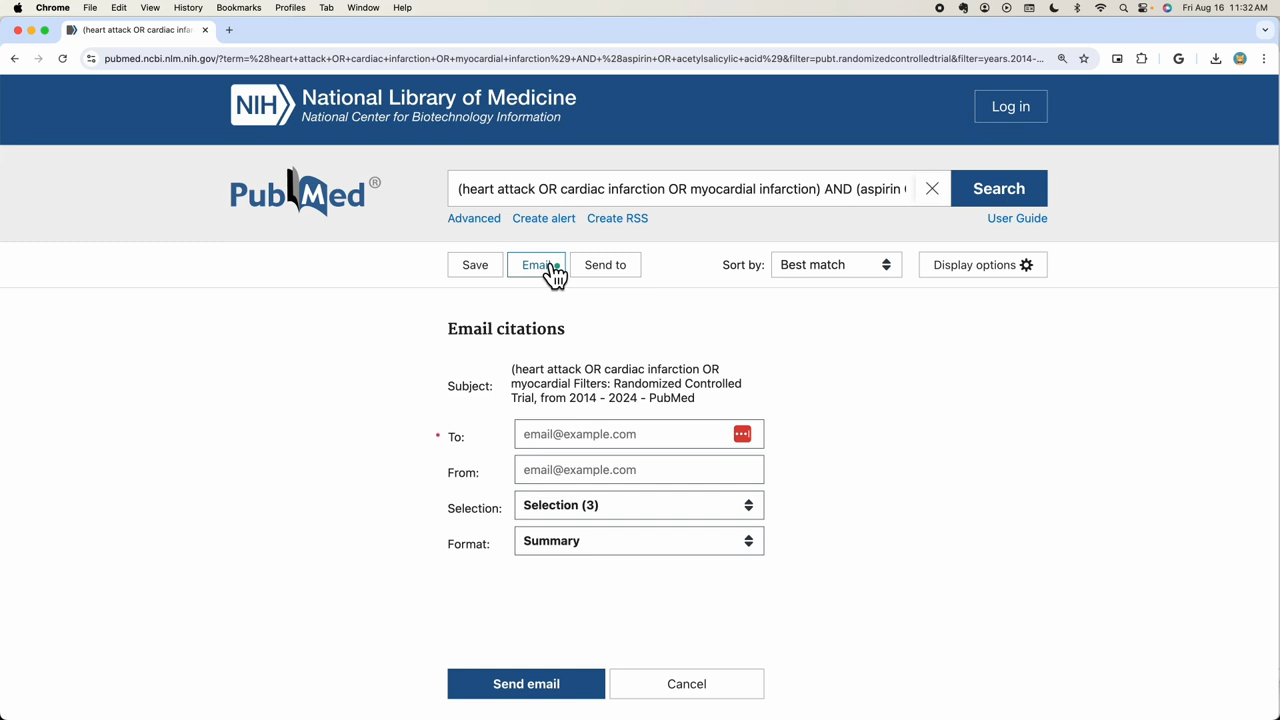 Chrome File Edit View History Bookmarks Profiles Tab Window Help Fri Aug 16 11:32 AM
(heart attack OR cardiac infar
pubmed.ncbi.nlm.nih.gov/?term=%28heart+attack+OR+cardiac+infarction+OR+myocardial+infarction%29+AND+%28aspirin+OR+acetylsalicylic+acid%29&filter=pubt.randomizedcontrolledtrial&filter=years.2014-...
NIH National Library of Medicine
National Center for Biotechnology Information
Log in
PubMed®
(heart attack OR cardiac infarction OR myocardial infarction) AND (aspirin
Search
Advanced Create alert Create RSS User Guide
Save Email Send to Sort by: Best match Display options
Email citations
Subject: (heart attack OR cardiac infarction OR
myocardial Filters: Randomized Controlled
Trial, from 2014 - 2024 - PubMed
* To: email@example.com
From: email@example.com
Selection: Selection (3)
Format: Summary
Send email Cancel